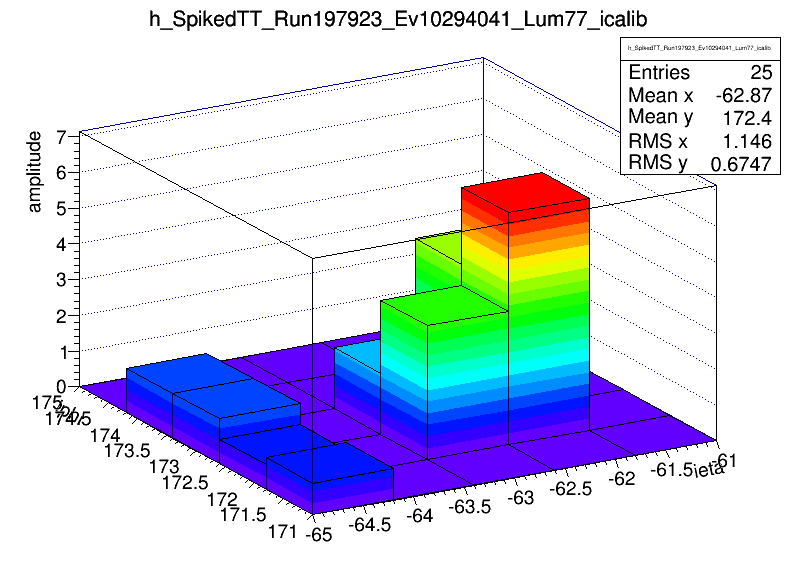 h_SpikedTT_Run197923_Ev10294041_Lum77_icalib
h_SpikedTT_Run197923_Ev10294041_Lum77_icalib
Entries 25
Mean x -62.87
Mean y 172.4
RMS x 1.146
RMS y 0.6747
amplitude
7
6
5
4
3
2
1
0
175
174.5
174
173.5
173
172.5
172
171.5
171
-65
-64.5
-64
-63.5
-63
-62.5
-62
-61.5
-61
ieta